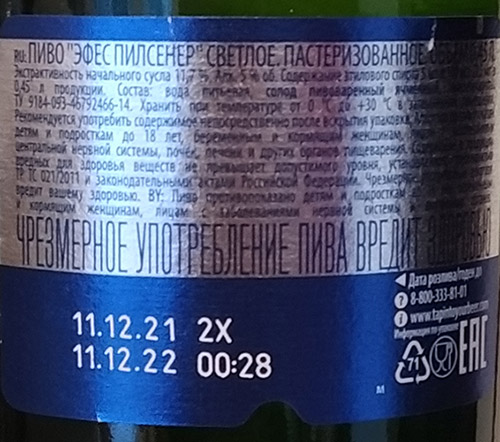 RU: ПИВО "ЭФЕС ПИЛСЕНЕР" СВЕТЛОЕ. ПАСТЕРИЗОВАННОЕ.
Экстрактивность начального сусла 11,7 %. Алк. 5 % об. Содержание этилового спирта
0,45 л продукции. Состав: вода питьевая, солод пивоваренный
ТУ 9184-093-46792466-14. Хранить при температуре от 0 °С до +30 °С в
Рекомендуется употребить содержимое непосредственно после вскрытия упаковки.
детям и подросткам до 18 лет, беременным и кормящим женщинам,
центральной нервной системы, почек, печени и других органов пищеварения.
вредных для здоровья веществ не превышает допустимого уровня,
ТР ТС 021/2011 и законодательными актами Российской Федерации.
вредит вашему здоровью. BY: Пиво противопоказано детям и подросткам
и кормящим женщинам, лицам с заболеваниями нервной системы и
ЧРЕЗМЕРНОЕ УПОТРЕБЛЕНИЕ ПИВА ВРЕДИТ ЗДОРОВЬЮ
Дата розлива/годен до
8-800-333-81-01
www.tapintoyourbeer.com
Информация по упаковке
11.12.21 2X
11.12.22 00:28
71
EAC
M